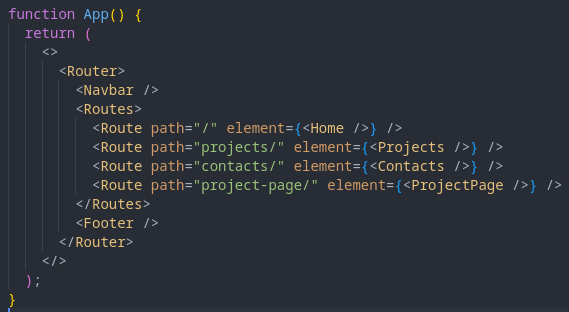 function App() {
  return (
    <>
      <Router>
        <Navbar />
        <Routes>
          <Route path="/" element={<Home />} />
          <Route path="projects/" element={<Projects />} />
          <Route path="contacts/" element={<Contacts />} />
          <Route path="project-page/" element={<ProjectPage />} />
        </Routes>
        <Footer />
      </Router>
    </>
  );
}